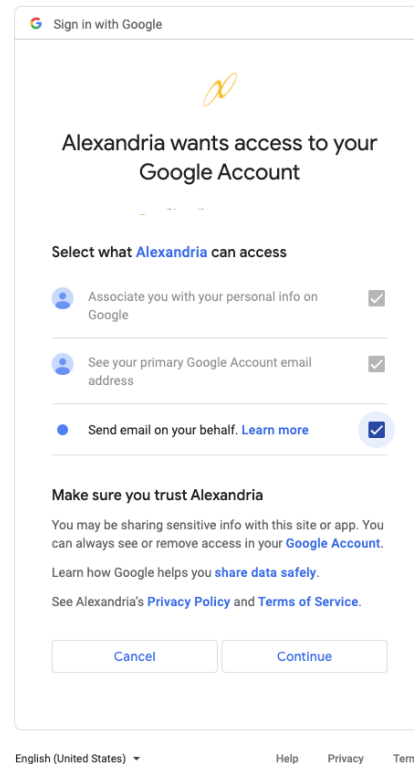 Sign in with Google
Alexandria wants access to your
Google Account
Select what Alexandria can access
Associate you with your personal info on
Google
See your primary Google Account email
address
Send email on your behalf. Learn more
Make sure you trust Alexandria
You may be sharing sensitive info with this site or app. You
can always see or remove access in your Google Account.
Learn how Google helps you share data safely.
See Alexandria's Privacy Policy and Terms of Service.
Cancel Continue
English (United States) Help Privacy